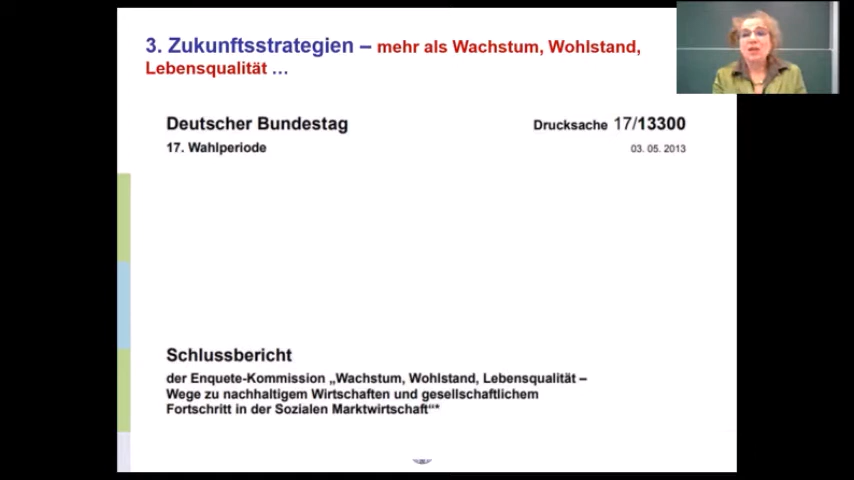 3. Zukunftsstrategien – mehr als Wachstum, Wohlstand,
Lebensqualität …
Deutscher Bundestag
Drucksache 17/13300
17. Wahlperiode
03. 05. 2013
Schlussbericht
der Enquete-Kommission „Wachstum, Wohlstand, Lebensqualität –
Wege zu nachhaltigem Wirtschaften und gesellschaftlichem
Fortschritt in der Sozialen Marktwirtschaft“*